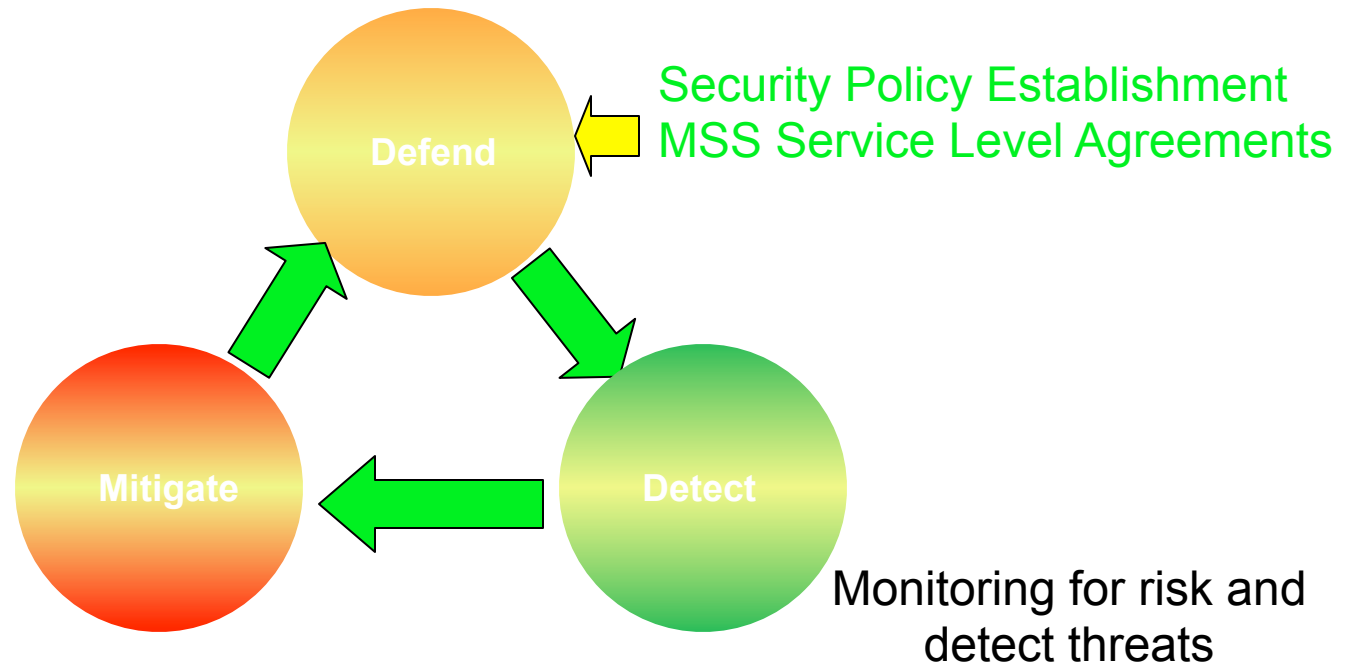 Security Policy Establishment
Defend
MSS Service Level Agreements
Mitigate
Detect
Monitoring for risk and
detect threats